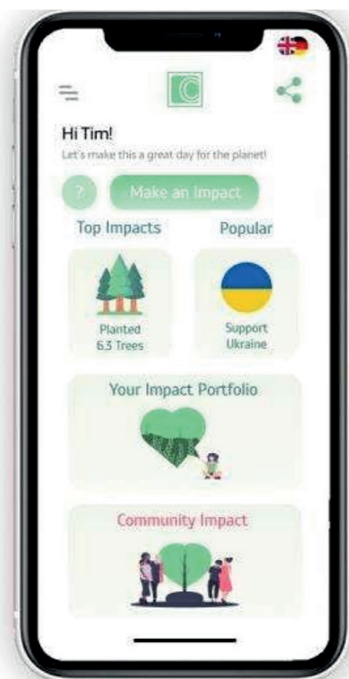 C
Hi Tim!
Let's make this a great day for the planet!
? Make an Impact
Top Impacts Popular
Planted
6.3 Trees
Support
Ukraine
Your Impact Portfolio
Community Impact